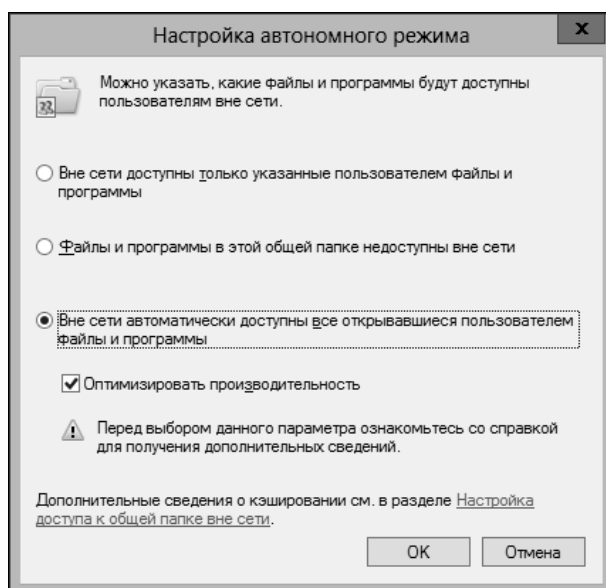 Настройка автономного режима
x
Можно указать, какие файлы и программы будут доступны
пользователям вне сети.
Вне сети доступны только указанные пользователем файлы и
программы
Файлы и программы в этой общей папке недоступны вне сети
Вне сети автоматически доступны все открывавшиеся пользователем
файлы и программы
Оптимизировать производительность
Перед выбором данного параметра ознакомьтесь со справкой
для получения дополнительных сведений.
Дополнительные сведения о кэшировании см. в разделе Настройка
доступа к общей папке вне сети.
OK Отмена